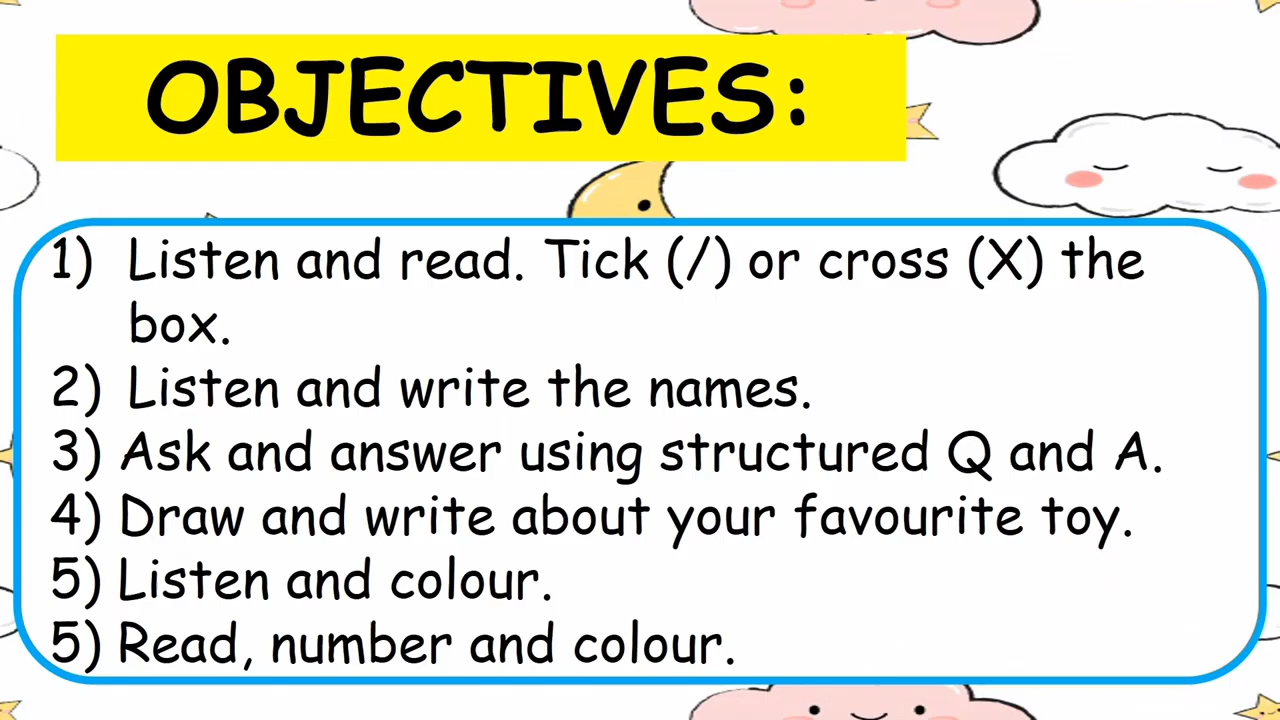 OBJECTIVES:
1) Listen and read. Tick (/) or cross (X) the
box.
2) Listen and write the names.
3) Ask and answer using structured Q and A.
4) Draw and write about your favourite toy.
5) Listen and colour.
5) Read, number and colour.